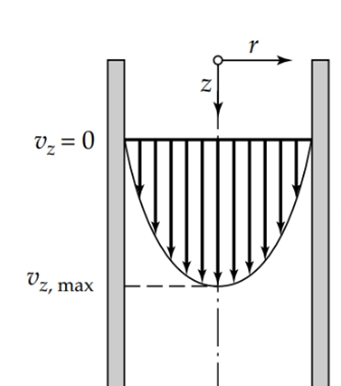 r
z
v_z = 0
v_z, max